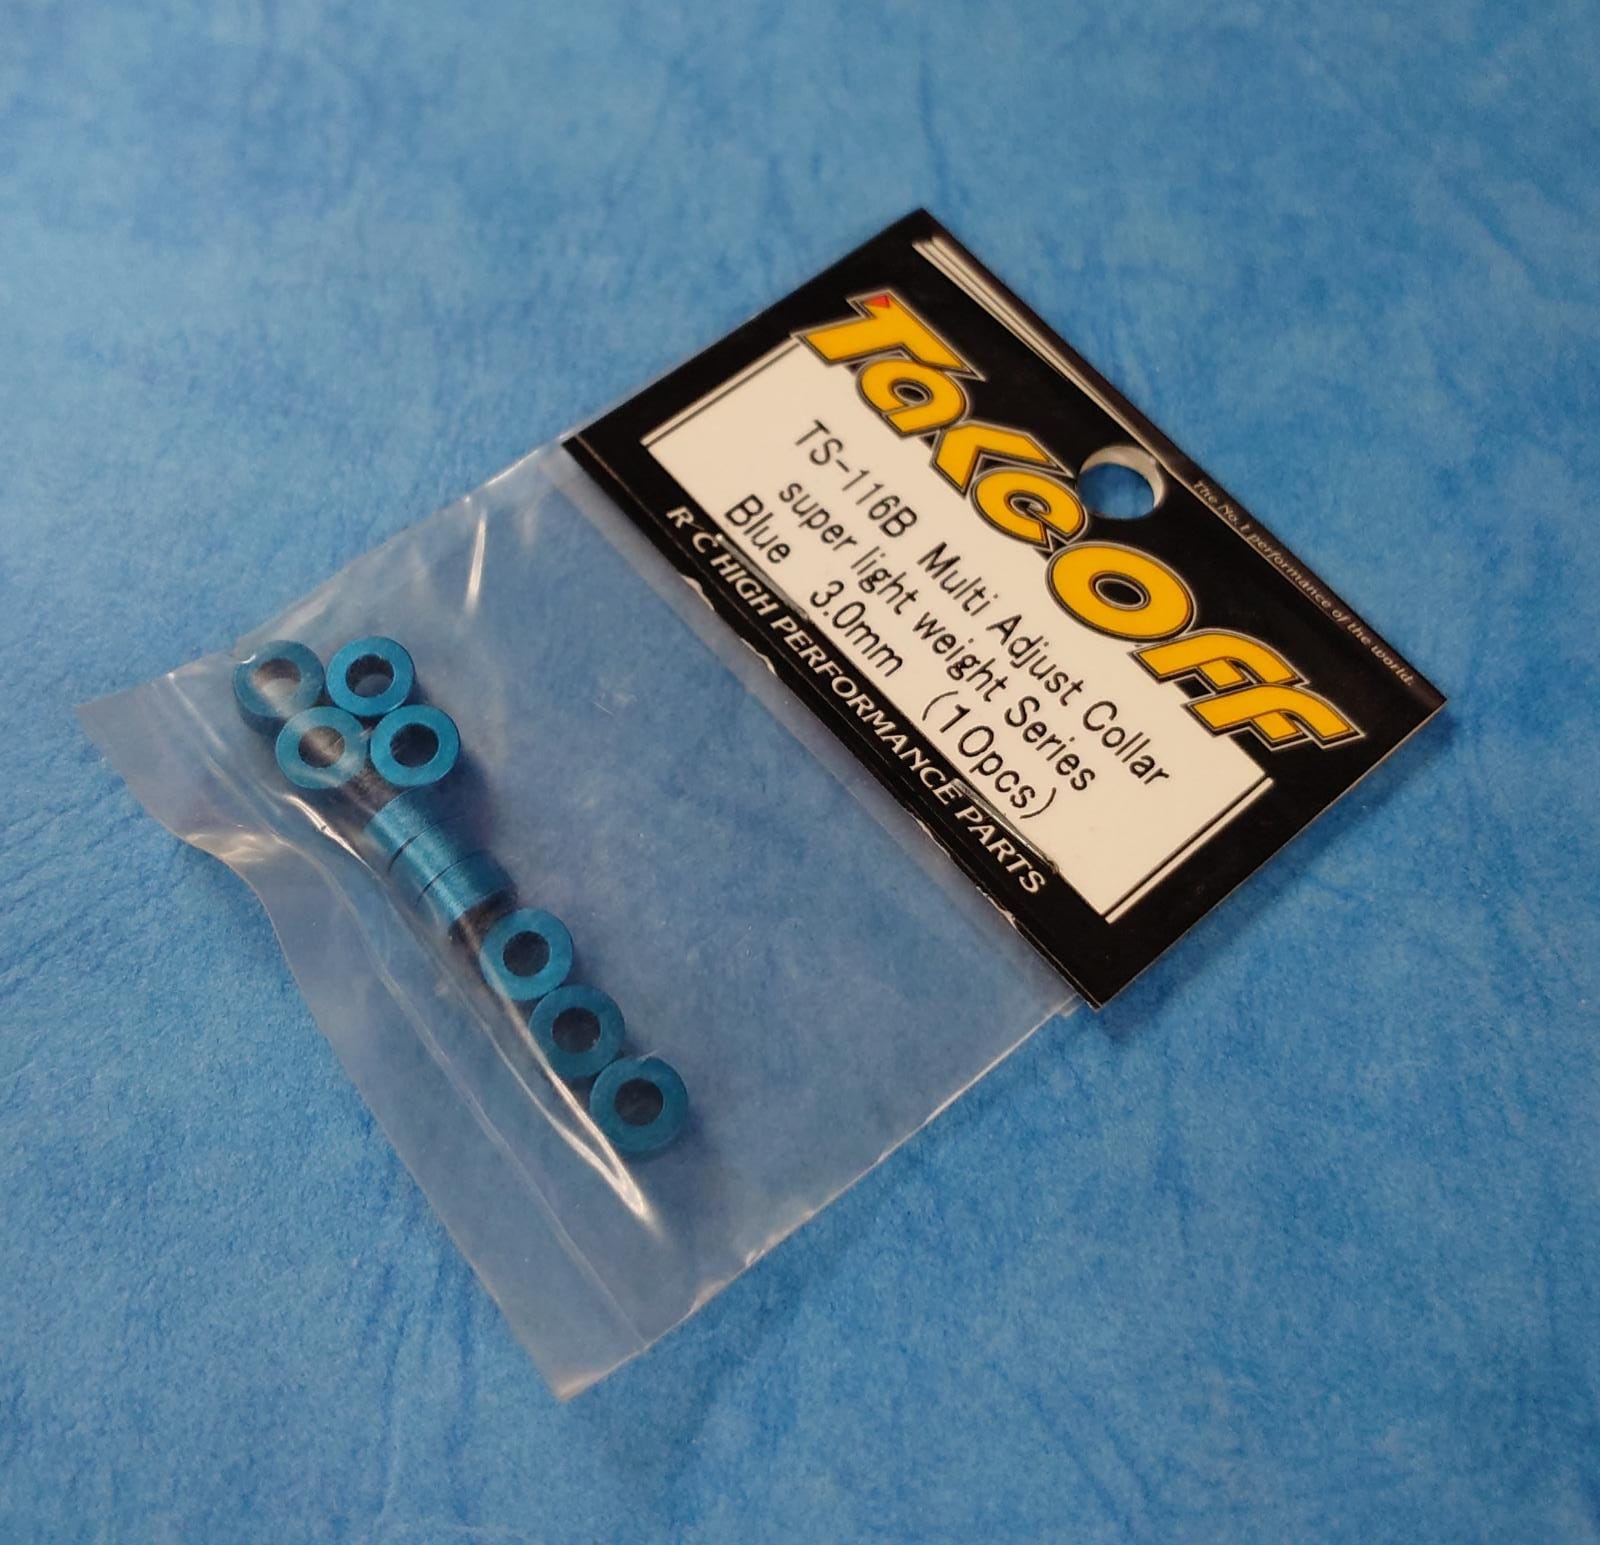 The No.1 performance of the world.
TakeOff
TS-116B Multi Adjust Collar
super light weight Series
Blue 3.0mm (10pcs)
R/C HIGH PERFORMANCE PARTS